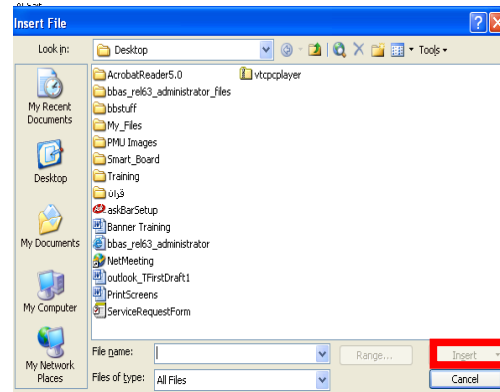 Insert File
Look in:
Desktop
Tools
My Recent Documents
Desktop
My Documents
My Computer
My Network Places
AcrobatReader5.0
bbas_rel63_administrator_files
bbstuff
My_Files
PMU Images
Smart_Board
Training
قران
askBarSetup
Banner Training
bbas_rel63_administrator
NetMeeting
outlook_TFirstDraft1
PrintScreens
ServiceRequestForm
vtcpcplayer
File name:
Range...
Insert
Files of type:
All Files
Cancel